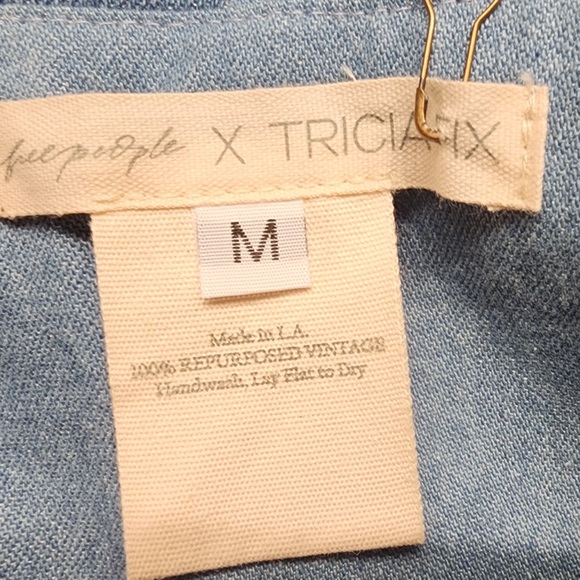 free people X TRICIA FIX
M
Made in L.A.
100% REPURPOSED VINTAGE
Handwash, Lay Flat to Dry